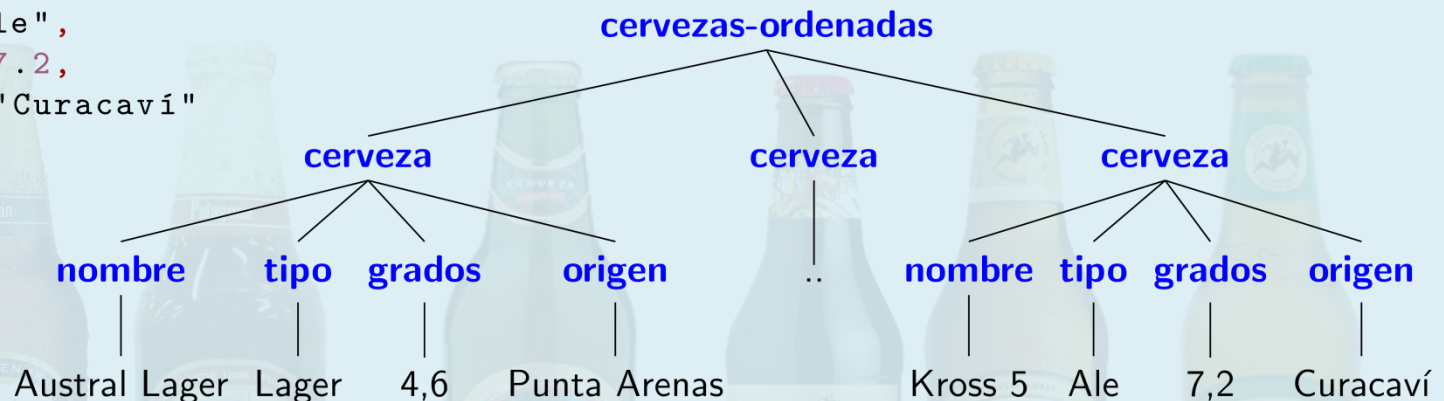 le",
7.2,
"Curacaví"
cervezas-ordenadas
cerveza cerveza cerveza
nombre tipo grados origen .. nombre tipo grados origen
Austral Lager Lager 4,6 Punta Arenas Kross 5 Ale 7,2 Curacaví